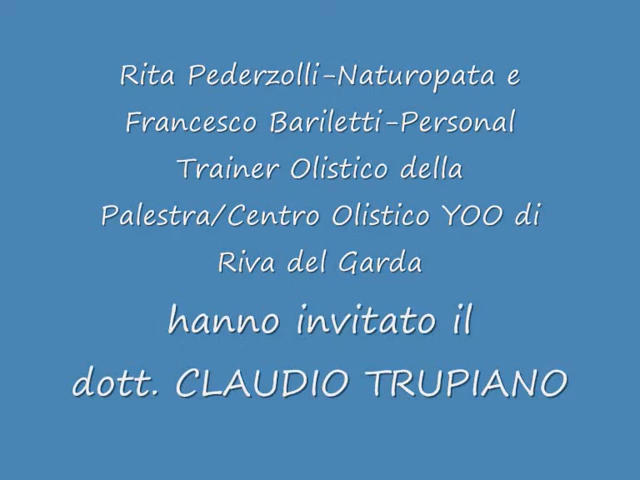 Rita Pederzolli-Naturopata e
Francesco Bariletti-Personal
Trainer Olistico della
Palestra/Centro Olistico YOO di
Riva del Garda
hanno invitato il
dott. CLAUDIO TRUPIANO